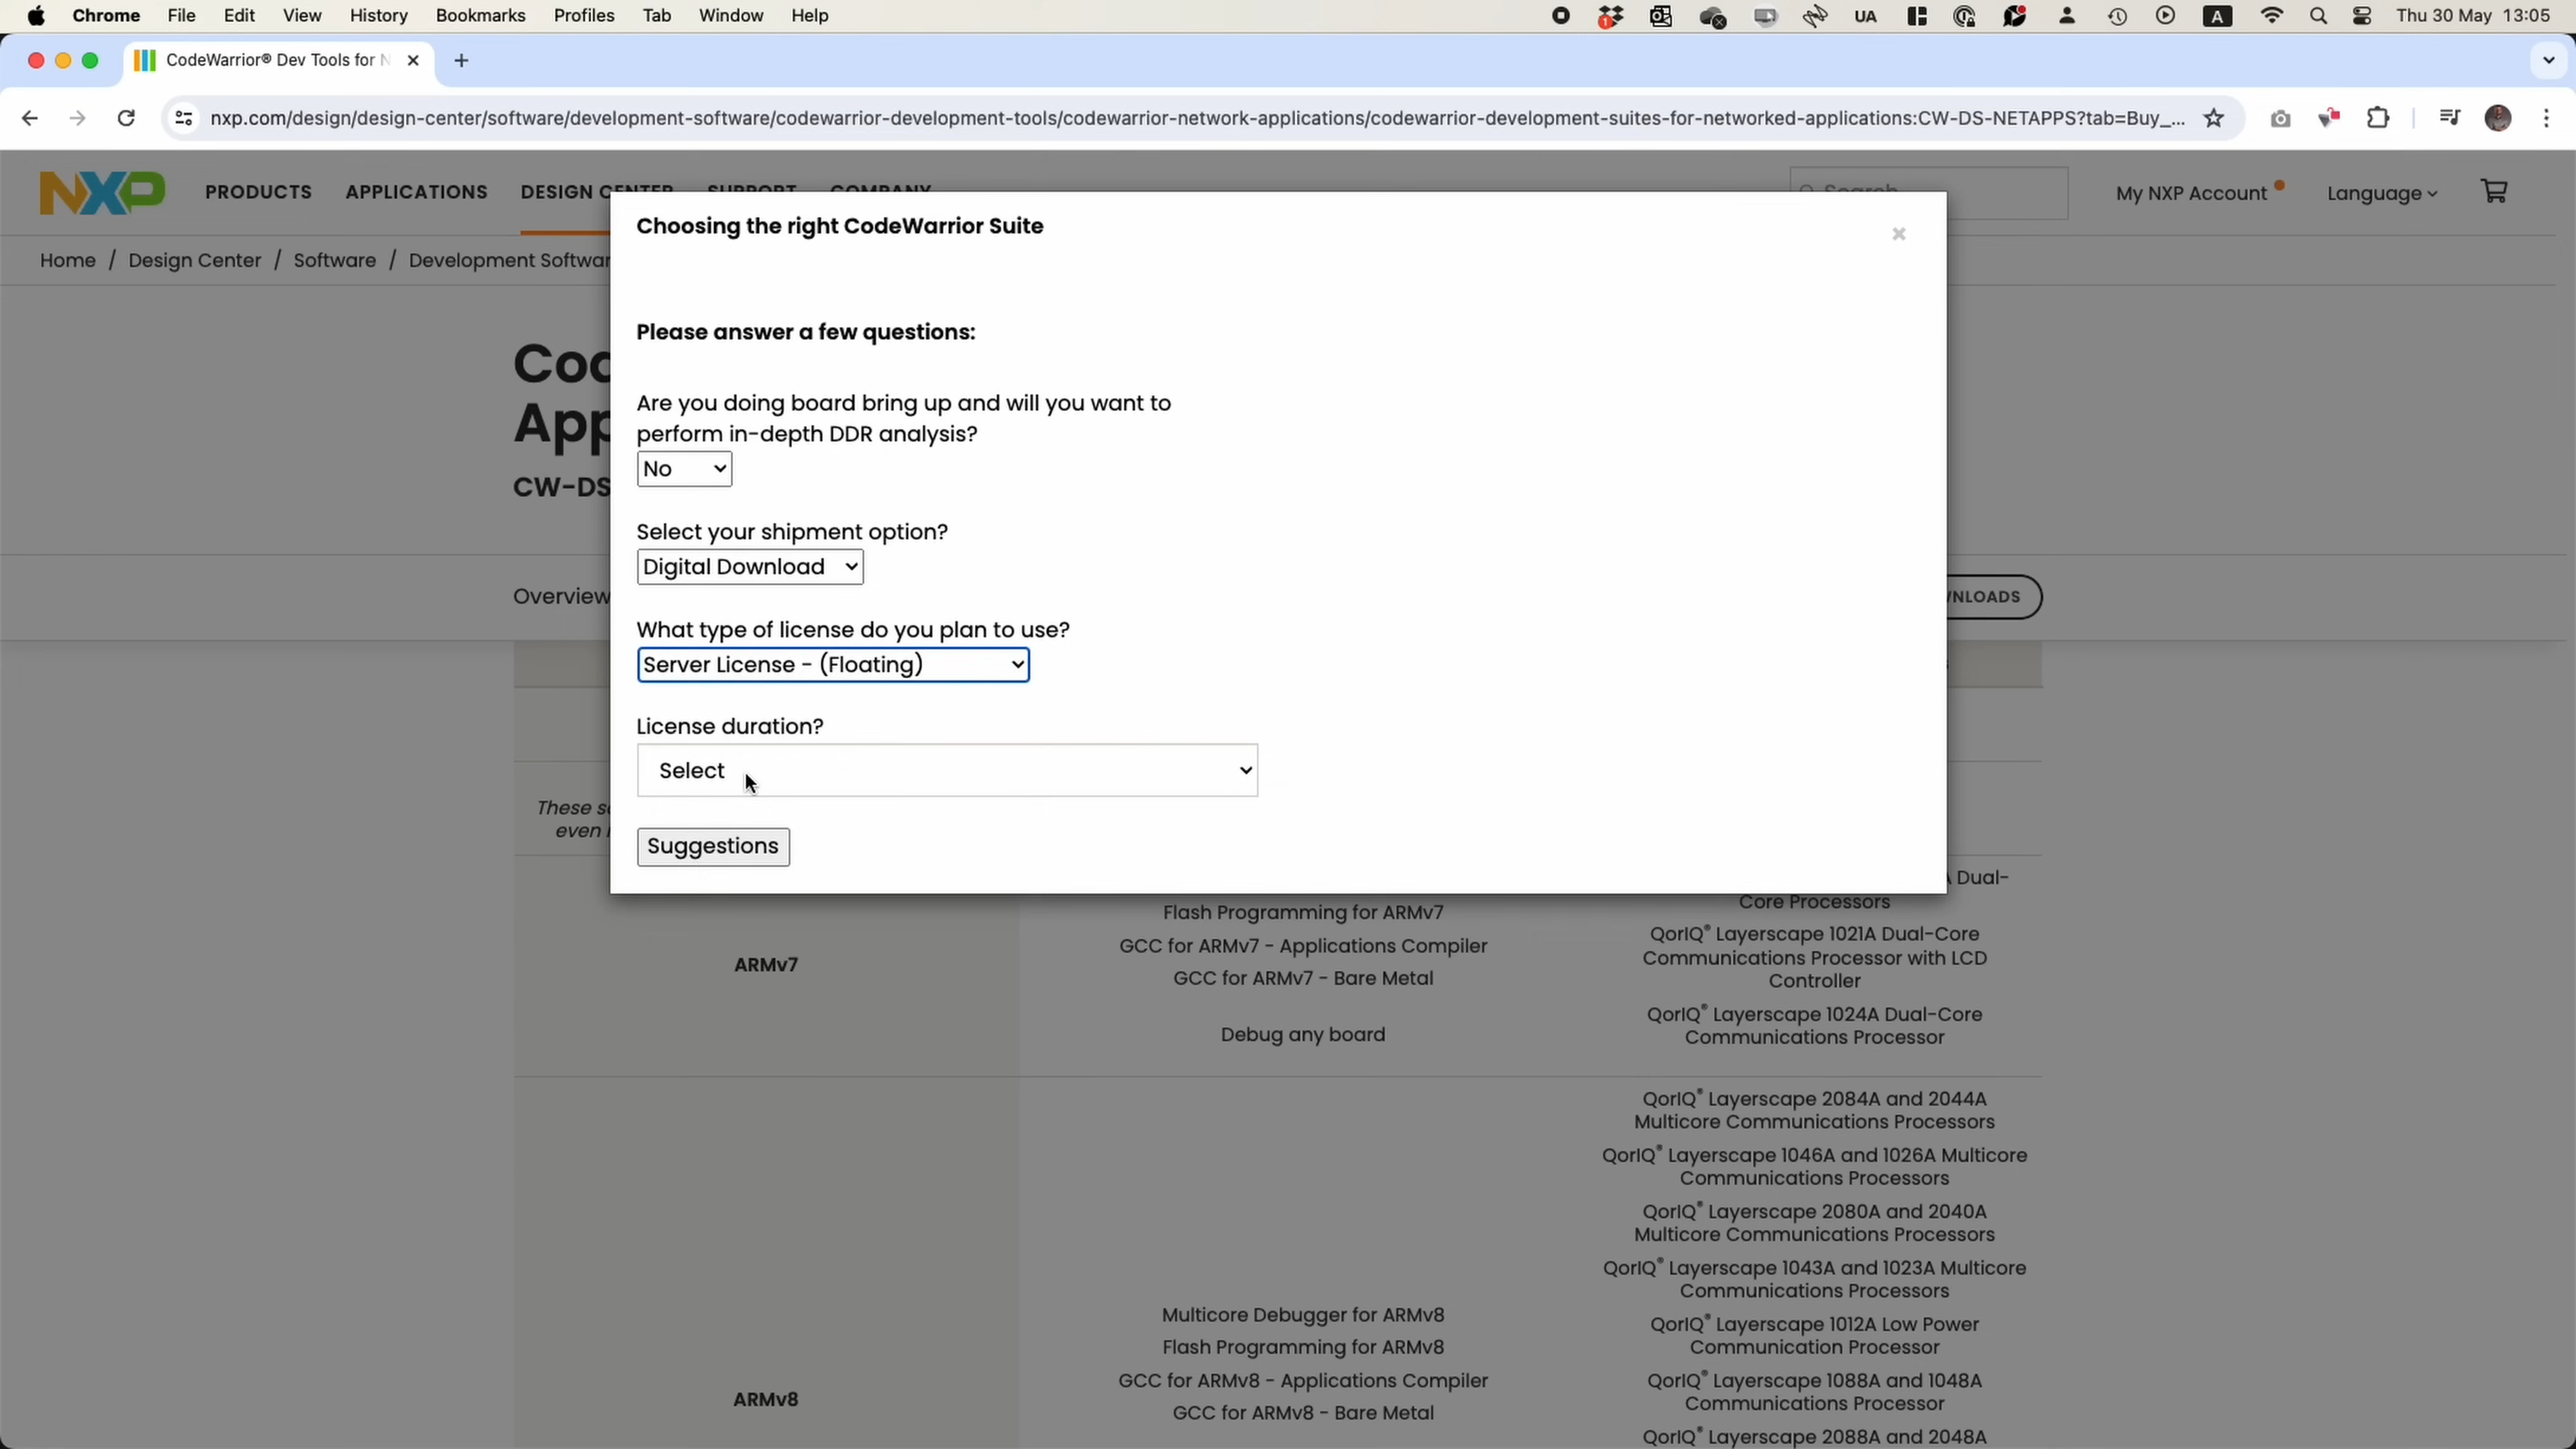 Chrome File Edit View History Bookmarks Profiles Tab Window Help
1 UA A Thu 30 May 13:05
CodeWarrior® Dev Tools for N
nxp.com/design/design-center/software/development-software/codewarrior-development-tools/codewarrior-network-applications/codewarrior-development-suites-for-networked-applications:CW-DS-NETAPPS?tab=Buy_...
NXP PRODUCTS APPLICATIONS DESIGN CENTER SUPPORT COMPANY Search My NXP Account Language
Home / Design Center / Software / Development Softwar
Choosing the right CodeWarrior Suite
Please answer a few questions:
Cod
App
CW-DS
Are you doing board bring up and will you want to
perform in-depth DDR analysis?
No
Select your shipment option?
Digital Download
Overview
WNLOADS
What type of license do you plan to use?
Server License - (Floating)
License duration?
Select
These so
even i
Suggestions
ARMv7
Flash Programming for ARMv7
GCC for ARMv7 - Applications Compiler
GCC for ARMv7 - Bare Metal
Debug any board
A Dual-
Core Processors
QorIQ® Layerscape 1021A Dual-Core
Communications Processor with LCD
Controller
QorIQ® Layerscape 1024A Dual-Core
Communications Processor
ARMv8
Multicore Debugger for ARMv8
Flash Programming for ARMv8
GCC for ARMv8 - Applications Compiler
GCC for ARMv8 - Bare Metal
QorIQ® Layerscape 2084A and 2044A
Multicore Communications Processors
QorIQ® Layerscape 1046A and 1026A Multicore
Communications Processors
QorIQ® Layerscape 2080A and 2040A
Multicore Communications Processors
QorIQ® Layerscape 1043A and 1023A Multicore
Communications Processors
QorIQ® Layerscape 1012A Low Power
Communication Processor
QorIQ® Layerscape 1088A and 1048A
Communications Processor
QorIQ® Layerscape 2088A and 2048A